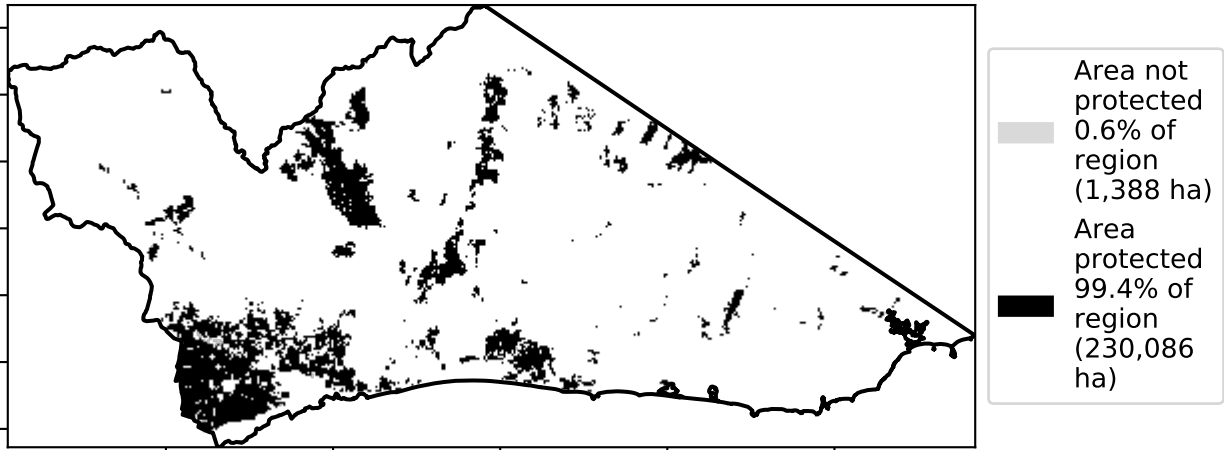 Area not
protected
0.6% of
region
(1,388 ha)
Area
protected
99.4% of
region
(230,086
ha)